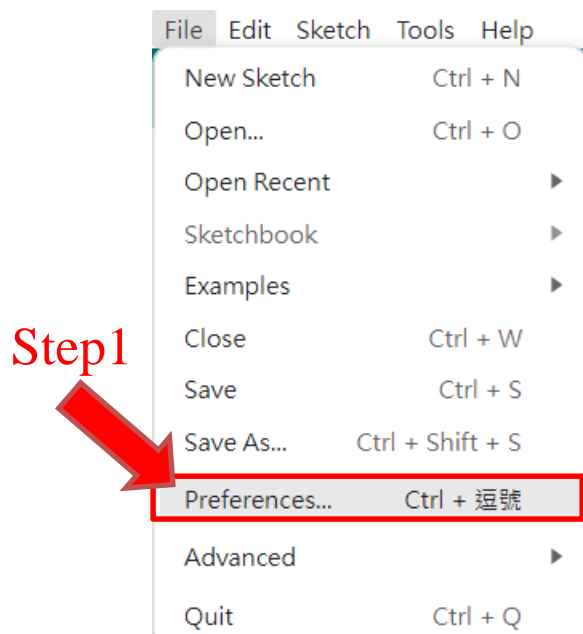 File Edit Sketch Tools Help
New Sketch Ctrl + N
Open... Ctrl + O
Open Recent
Sketchbook
Examples
Step1
Close Ctrl + W
Save Ctrl + S
Save As... Ctrl + Shift + S
Preferences... Ctrl + 逗號
Advanced
Quit Ctrl + Q